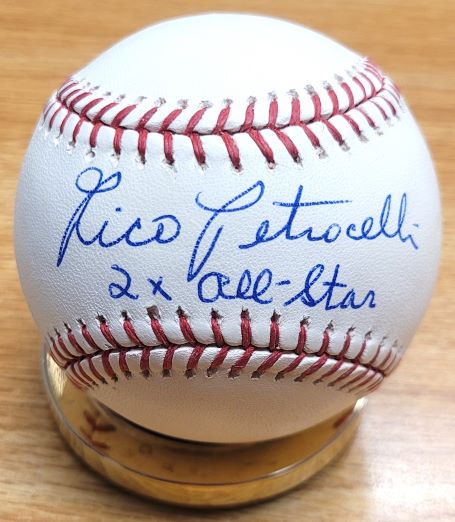 Rico Petrocelli
2x All-Star